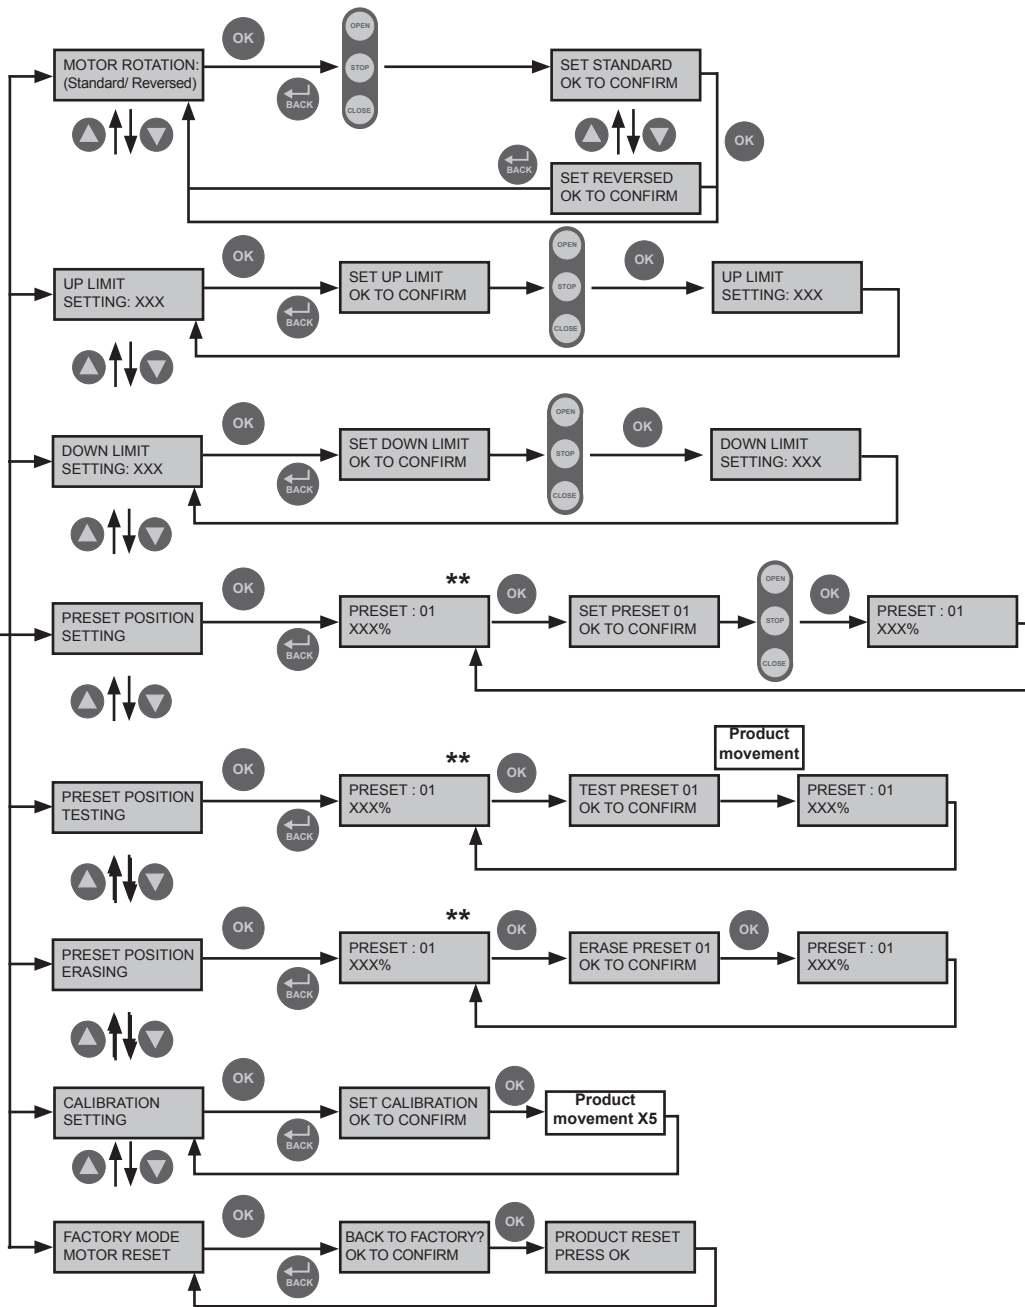 OK
OPEN
STOP
CLOSE
MOTOR ROTATION:
(Standard/ Reversed)
BACK
SET STANDARD
OK TO CONFIRM
OK
BACK
SET REVERSED
OK TO CONFIRM
OK
UP LIMIT
SETTING: XXX
BACK
SET UP LIMIT
OK TO CONFIRM
OPEN
STOP
CLOSE
OK
UP LIMIT
SETTING: XXX
OK
DOWN LIMIT
SETTING: XXX
BACK
SET DOWN LIMIT
OK TO CONFIRM
OPEN
STOP
CLOSE
OK
DOWN LIMIT
SETTING: XXX
OK
PRESET POSITION
SETTING
BACK
**
PRESET : 01
XXX%
OK
SET PRESET 01
OK TO CONFIRM
OPEN
STOP
CLOSE
OK
PRESET : 01
XXX%
OK
PRESET POSITION
TESTING
BACK
**
PRESET : 01
XXX%
OK
TEST PRESET 01
OK TO CONFIRM
Product
movement
PRESET : 01
XXX%
OK
PRESET POSITION
ERASING
BACK
**
PRESET : 01
XXX%
OK
ERASE PRESET 01
OK TO CONFIRM
OK
PRESET : 01
XXX%
OK
CALIBRATION
SETTING
BACK
SET CALIBRATION
OK TO CONFIRM
OK
Product
movement X5
OK
FACTORY MODE
MOTOR RESET
BACK
BACK TO FACTORY?
OK TO CONFIRM
OK
PRODUCT RESET
PRESS OK